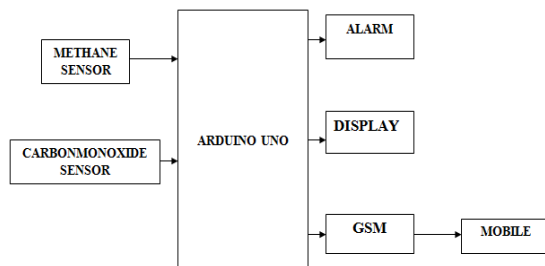 METHANE
SENSOR
CARBONMONOXIDE
SENSOR
ARDUINO UNO
ALARM
DISPLAY
GSM
MOBILE